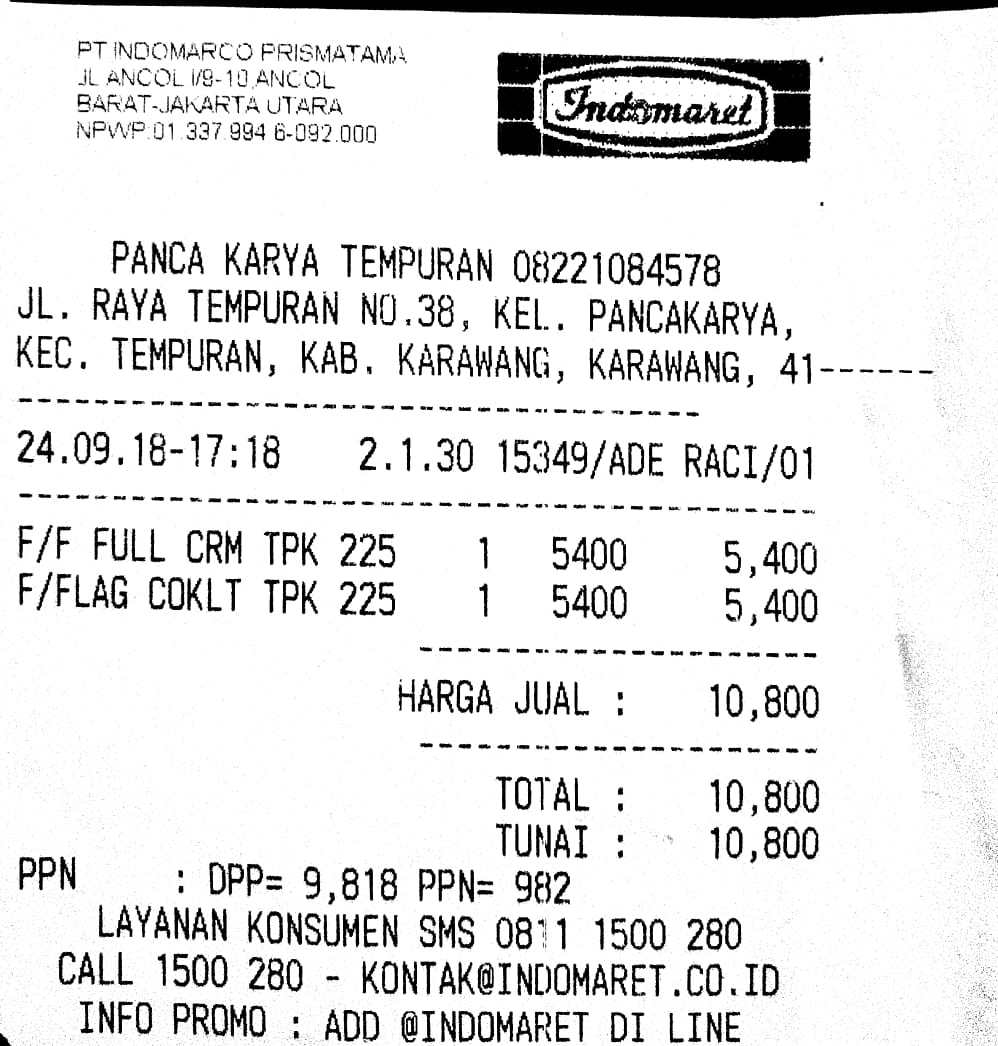 PT INDOMARCO PRISMATAMA
JL ANCOL I/9-10 ANCOL
BARAT-JAKARTA UTARA
NPWP:01.337.994.6-092.000
Indomaret
PANCA KARYA TEMPURAN 08221084578
JL. RAYA TEMPURAN NO.38, KEL. PANCAKARYA,
KEC. TEMPURAN, KAB. KARAWANG, KARAWANG, 41------
------------------------------------
24.09.18-17:18 2.1.30 15349/ADE RACI/01
------------------------------------------
F/F FULL CRM TPK 225 1 5400 5,400
F/FLAG COKLT TPK 225 1 5400 5,400
---------------------
HARGA JUAL : 10,800
---------------------
TOTAL : 10,800
TUNAI : 10,800
PPN : DPP= 9,818 PPN= 982
LAYANAN KONSUMEN SMS 0811 1500 280
CALL 1500 280 - KONTAK@INDOMARET.CO.ID
INFO PROMO : ADD @INDOMARET DI LINE